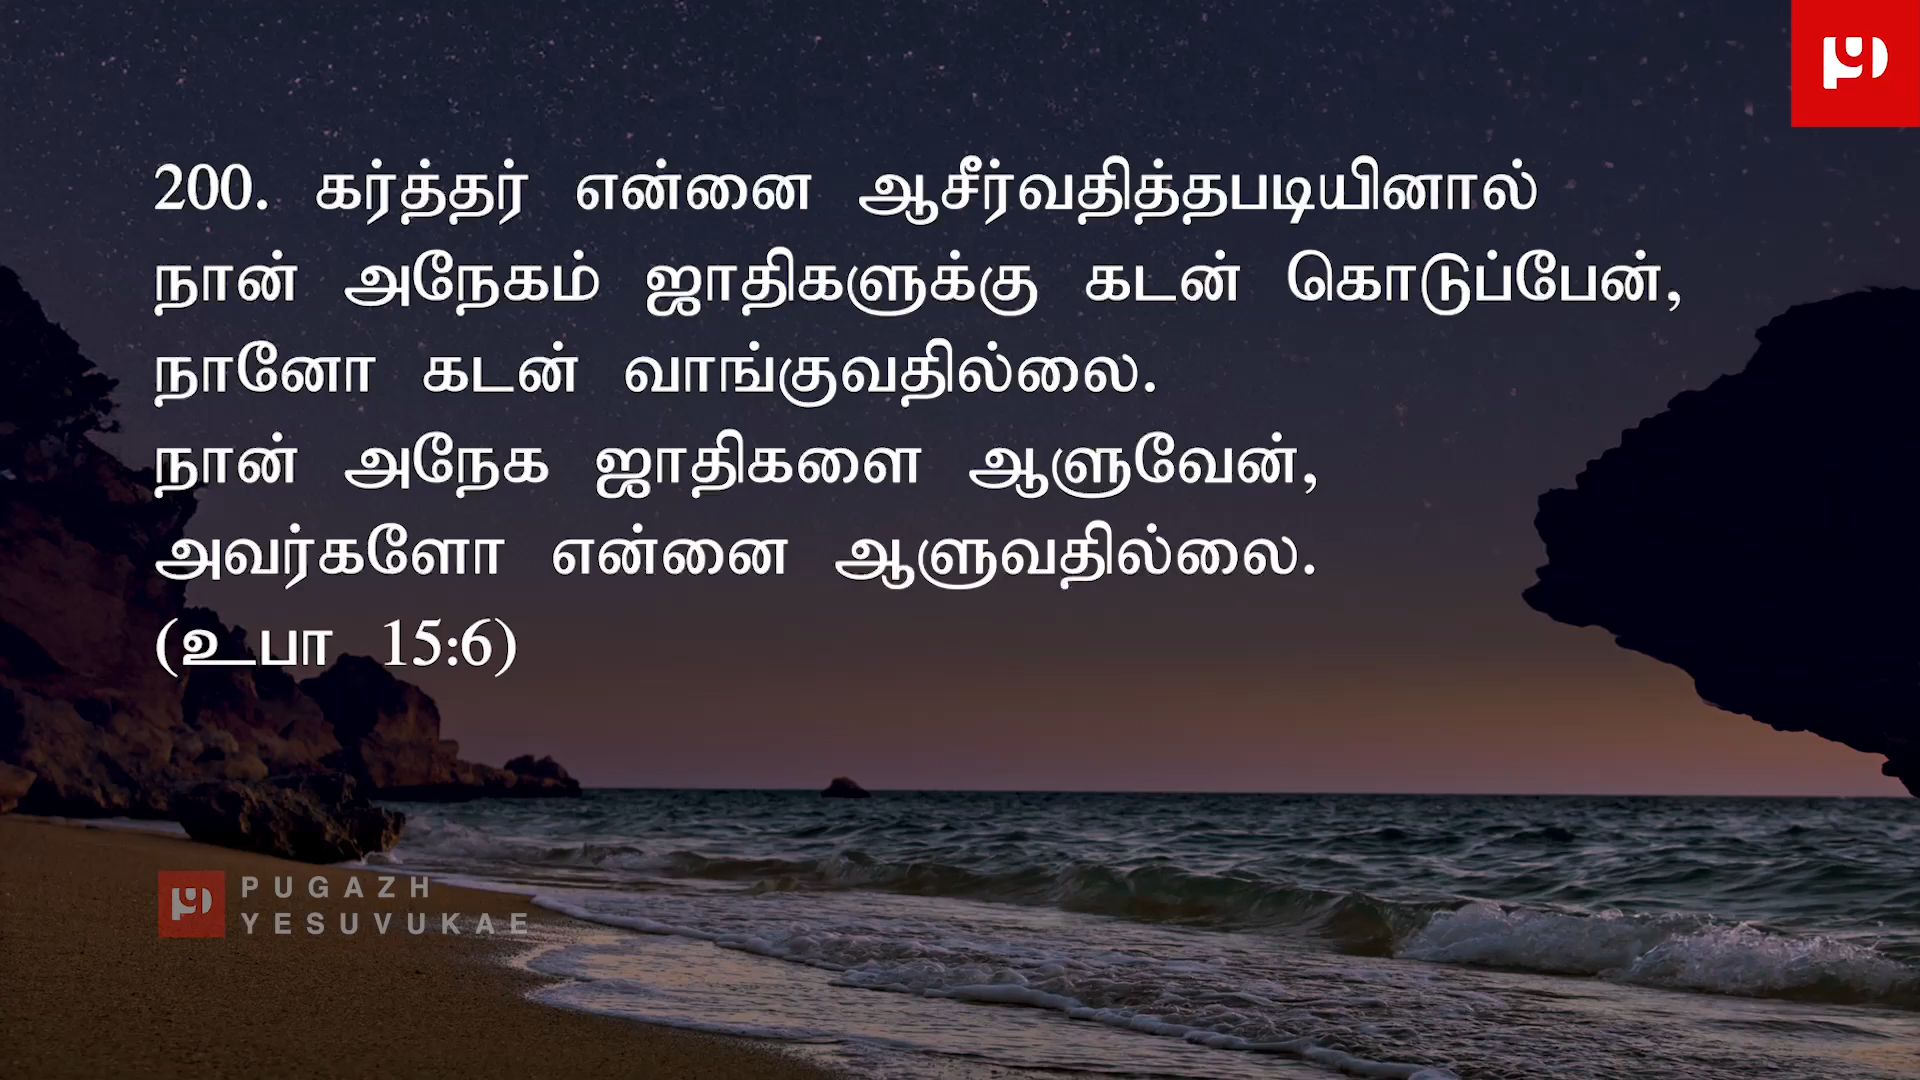 200. கர்த்தர் என்னை ஆசீர்வதித்தபடியினால்
நான் அநேகம் ஜாதிகளுக்கு கடன் கொடுப்பேன்,
நானோ கடன் வாங்குவதில்லை.
நான் அநேக ஜாதிகளை ஆளுவேன்,
அவர்களோ என்னை ஆளுவதில்லை.
(உபா 15:6)
PUGAZH
YESUVUKAE